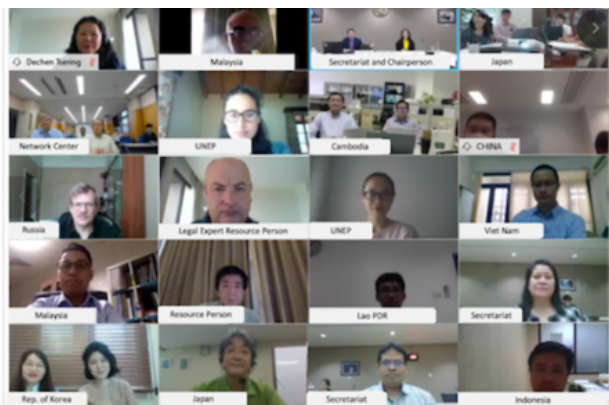 Dechen Tsering
Malaysia
Secretariat and Chairperson
Japan
Network Center
UNEP
Cambodia
CHINA
Russia
Legal Expert Resource Person
UNEP
Viet Nam
Malaysia
Resource Person
Lao PDR
Secretariat
Rep. of Korea
Japan
Secretariat
Indonesia